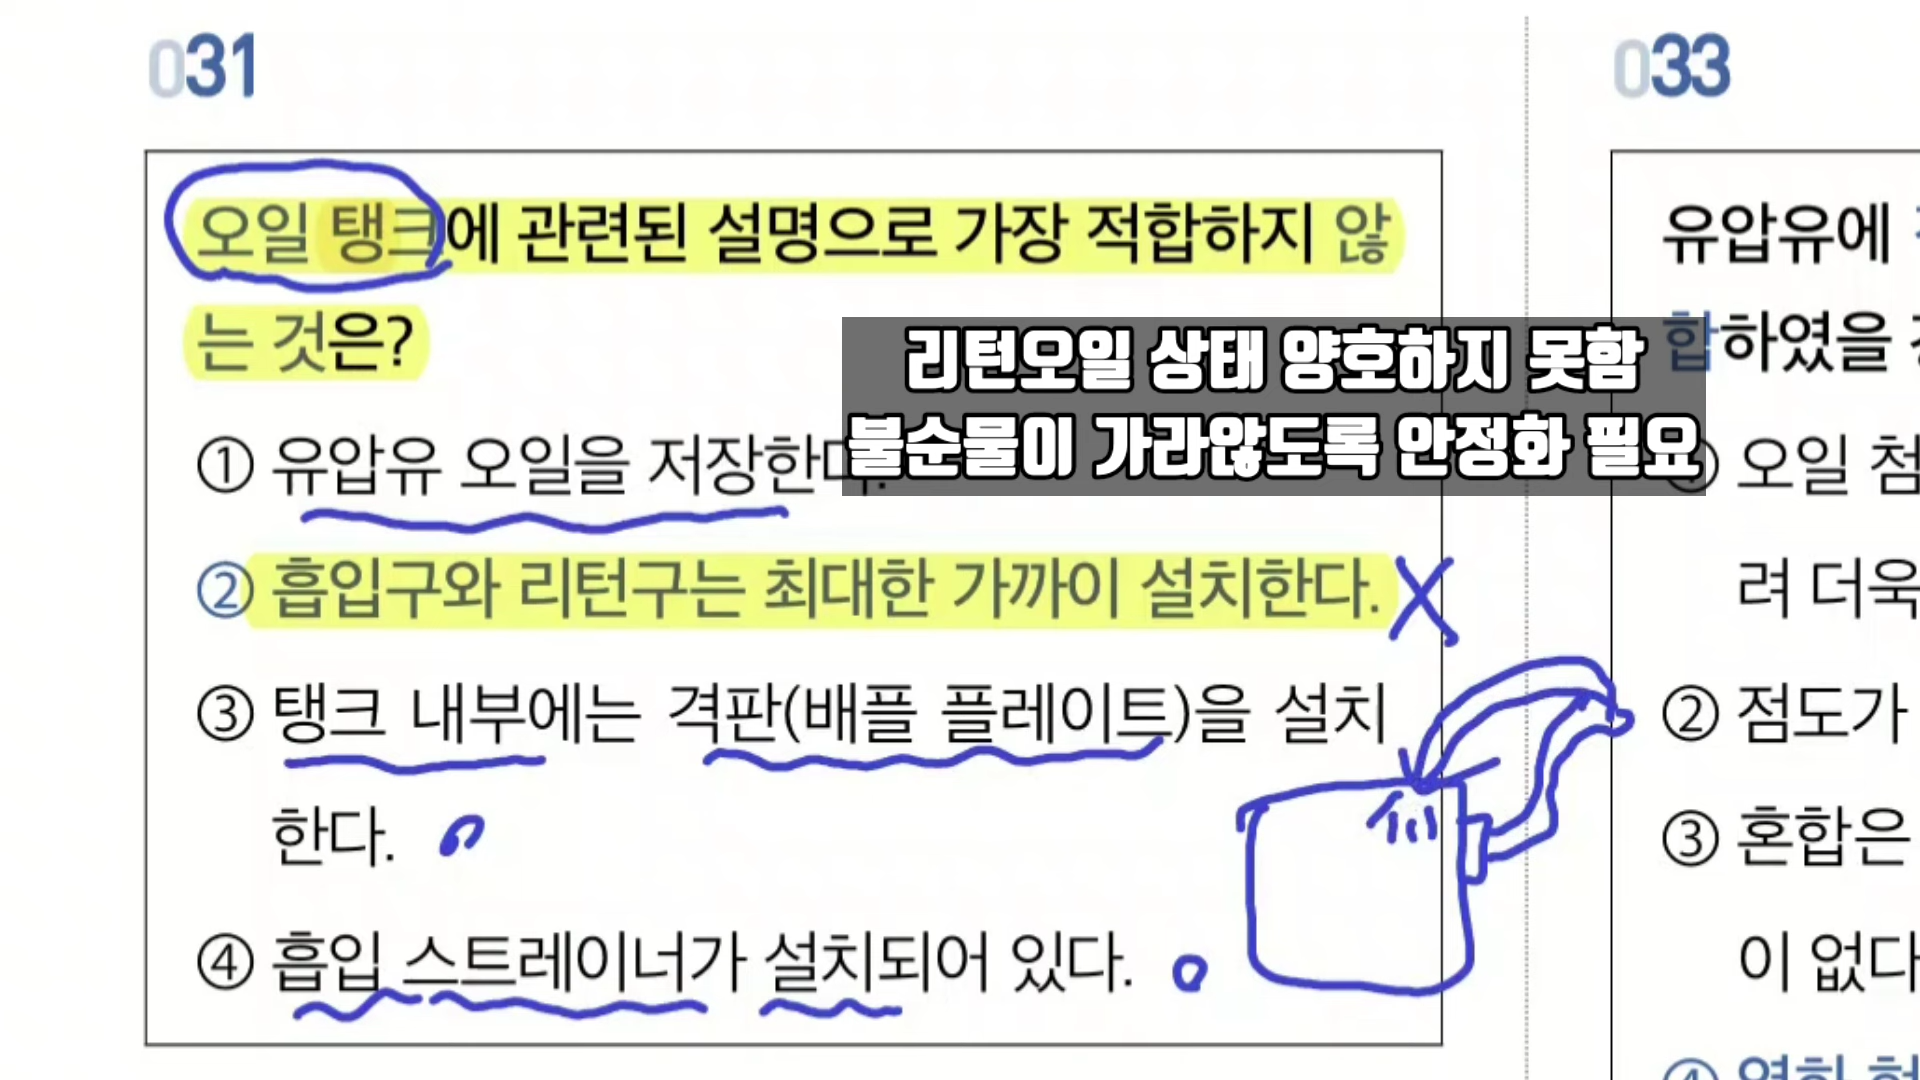 031
오일 탱크에 관련된 설명으로 가장 적합하지 않
는 것은?
① 유압유 오일을 저장한다.
② 흡입구와 리턴구는 최대한 가까이 설치한다.
③ 탱크 내부에는 격판(배플 플레이트)을 설치
한다.
④ 흡입 스트레이너가 설치되어 있다.
리턴오일 상태 양호하지 못함
불순물이 가라앉도록 안정화 필요
033
유압유에
합하였을
① 오일 첨
려 더욱
② 점도가
③ 혼합은
이 없다